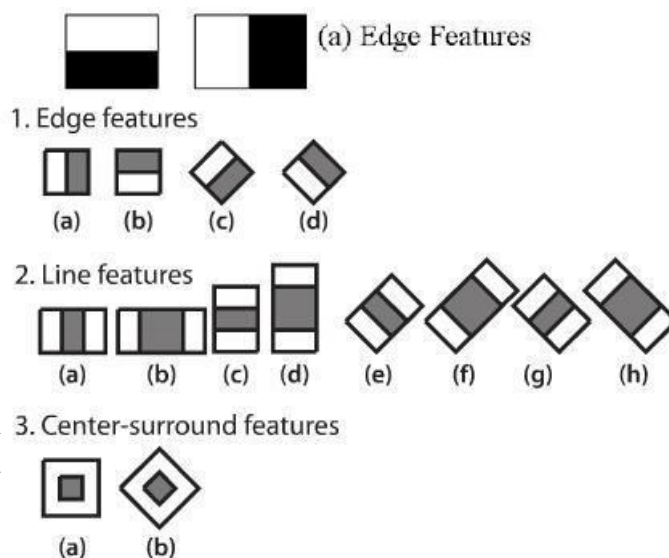 (a) Edge Features
1. Edge features
(a) (b) (c) (d)
2. Line features
(a) (b) (c) (d) (e) (f) (g) (h)
3. Center-surround features
(a) (b)